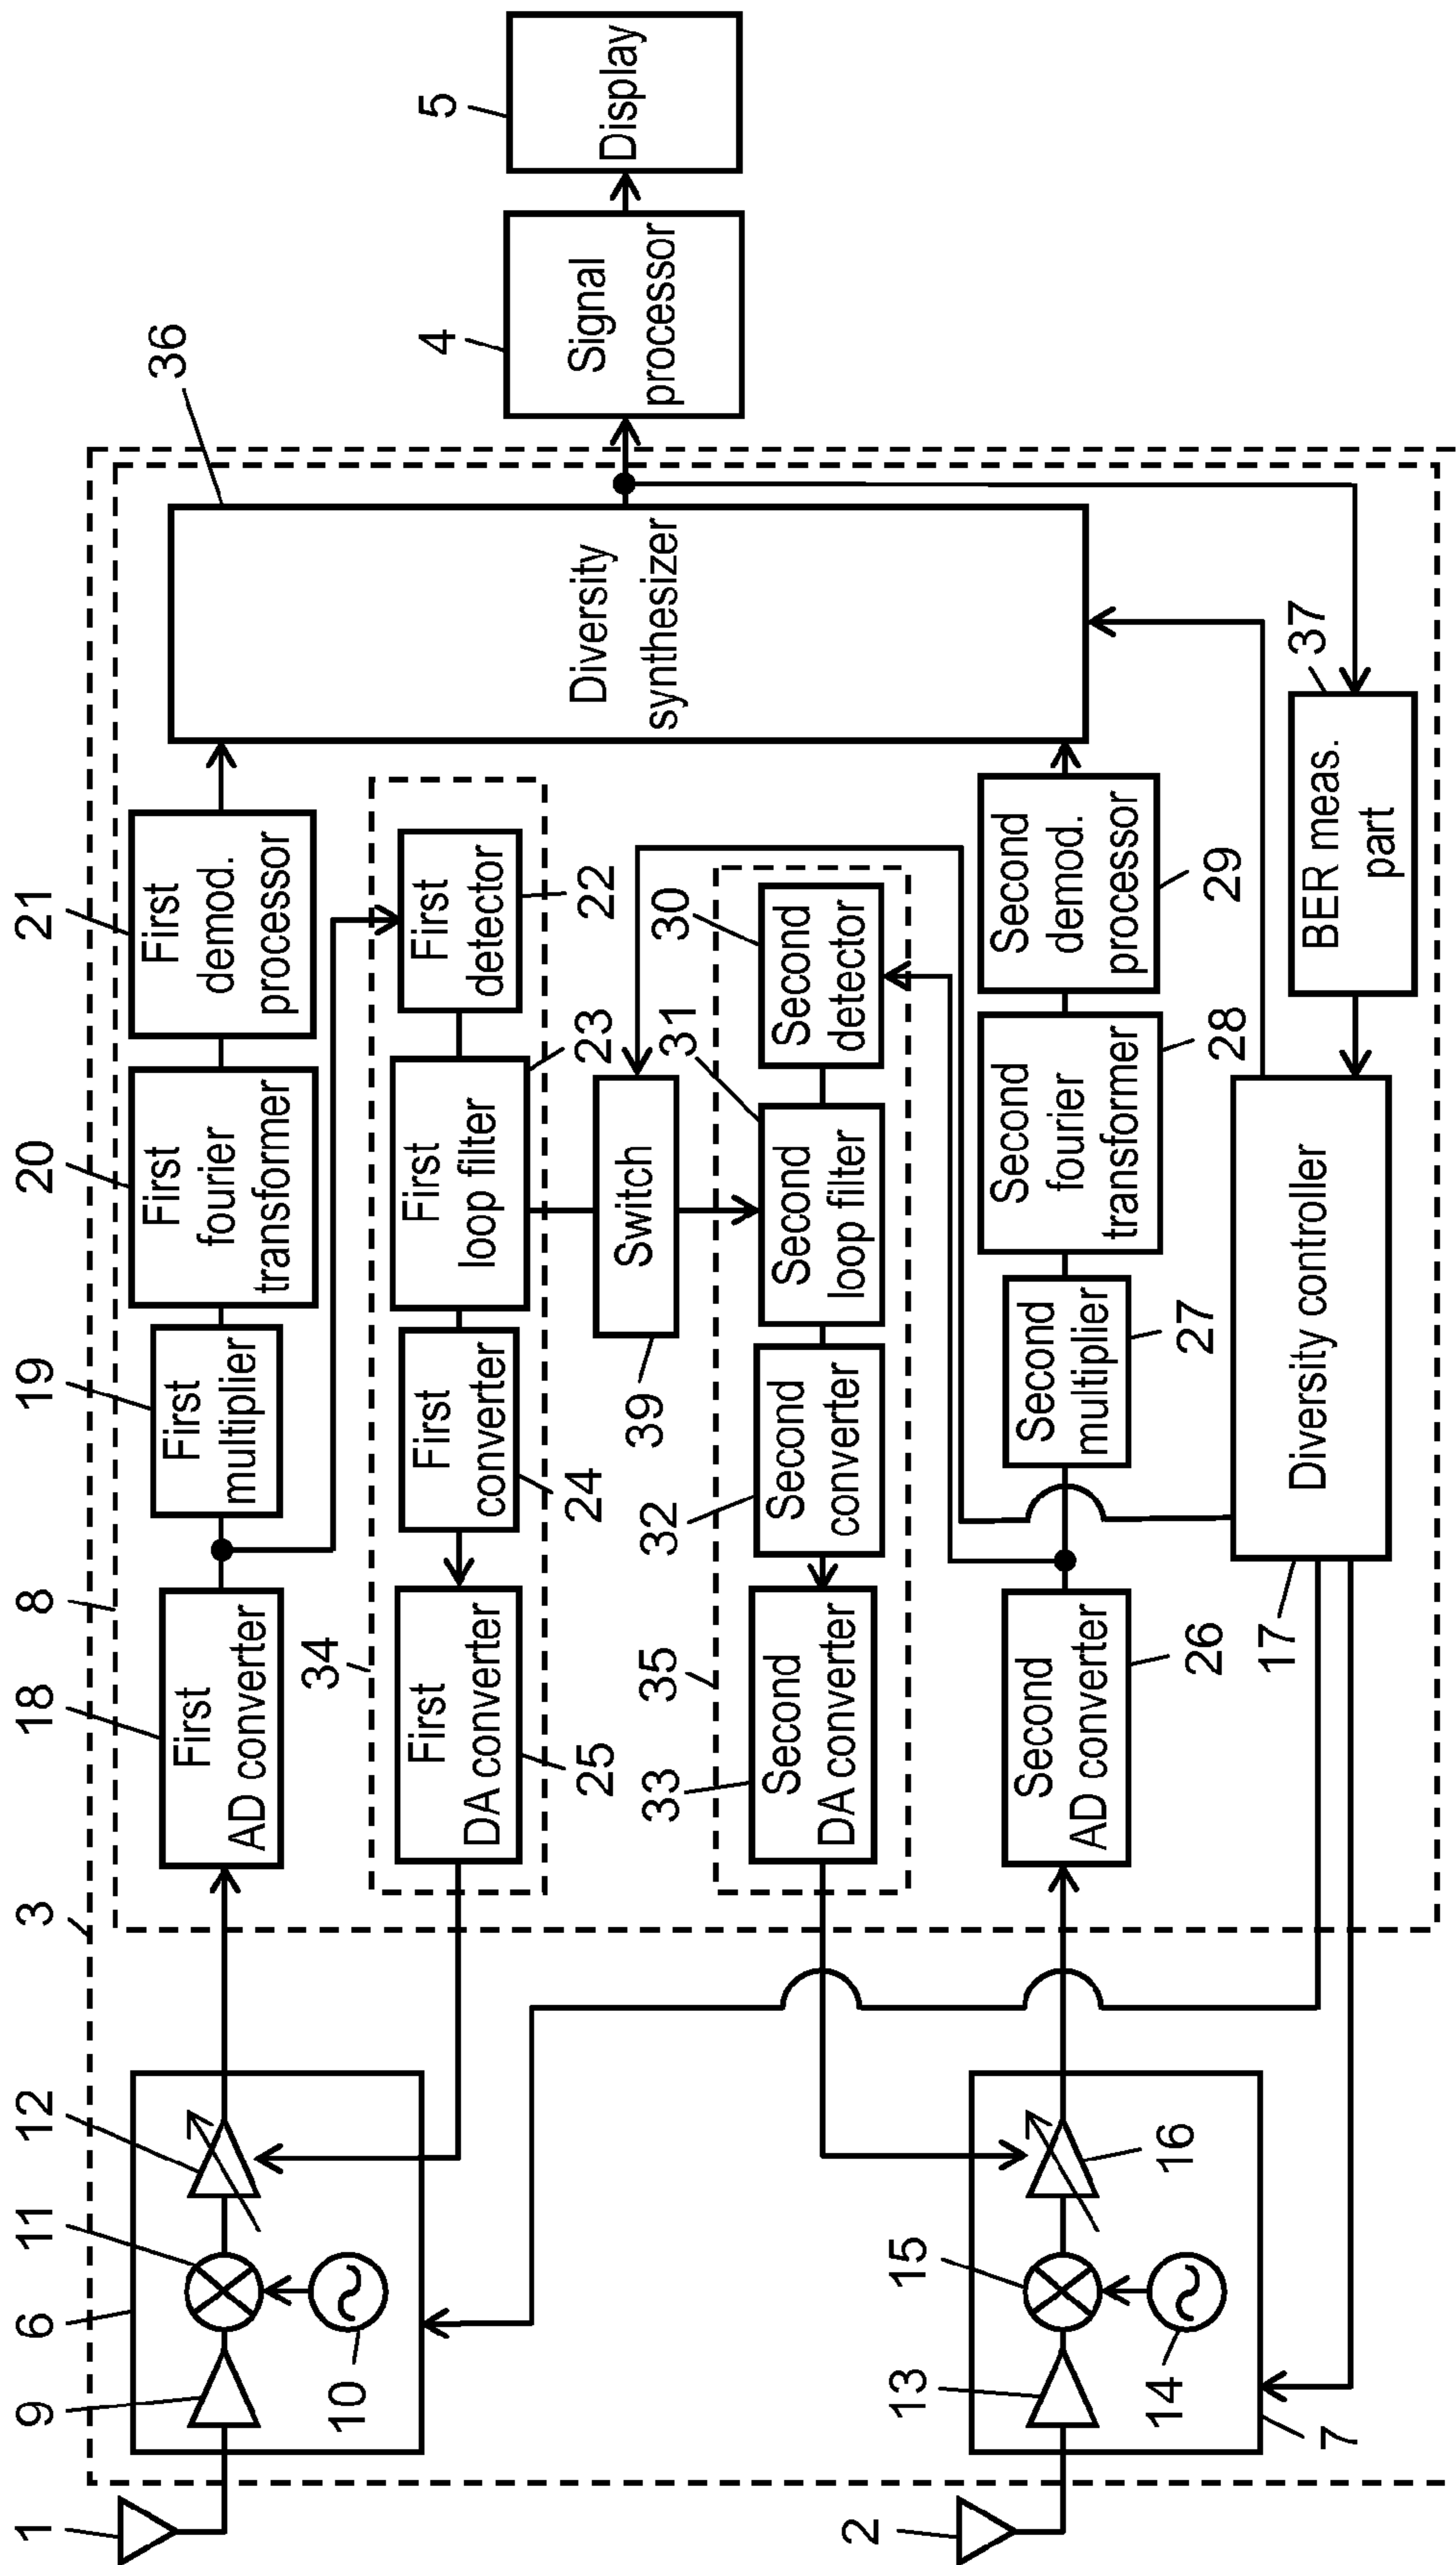 3
8
36
18
19
20
21
First
AD converter
First
multiplier
First
fourier
transformer
First
demod.
processor
1
6
9
11
12
10
34
First
DA converter
25
First
converter
24
First
loop filter
23
First
detector
22
Diversity
synthesizer
4
Signal
processor
5
Display
39
Switch
35
33
Second
DA converter
32
Second
converter
31
Second
loop filter
30
Second
detector
2
13
15
16
14
7
Second
AD converter
26
Second
multiplier
27
Second
fourier
transformer
28
Second
demod.
processor
29
17
Diversity controller
37
BER meas.
part